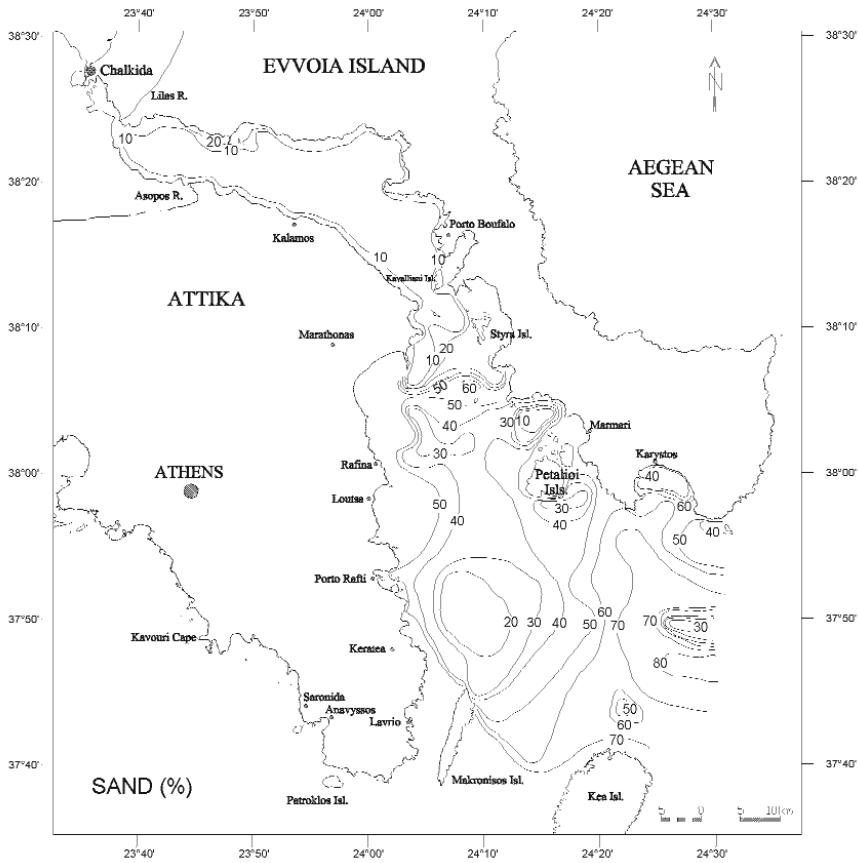 23°40' 23°50' 24°00' 24°10' 24°20' 24°30'
38°30' 38°30'
EVVOIA ISLAND
Chalkida
N
Lilas R.
10 20 10
AEGEAN
SEA
38°20' 38°20'
Asopos R.
Porto Boufalo
Kalamos
10 10
Kavalliani Isl.
ATTIKA
38°10' 38°10'
Marathonas
Styra Isl.
20
10
50 60
50
30 10
40
Marmari
30
Karystos
38°00' 38°00'
ATHENS
Rafina
Petalioi
Isls.
40
Loutsa
50
30
60
40
40
40
50
Porto Rafti
60
70
70
37°50' 37°50'
20 30 40 50
30
Kavouri Cape
Keratea
80
Saronida
Anavyssos
50
Lavrio
60
70
37°40' 37°40'
SAND (%)
Makronisos Isl.
Patroklos Isl.
Kea Isl.
5 0 5 10km
23°40' 23°50' 24°00' 24°10' 24°20' 24°30'